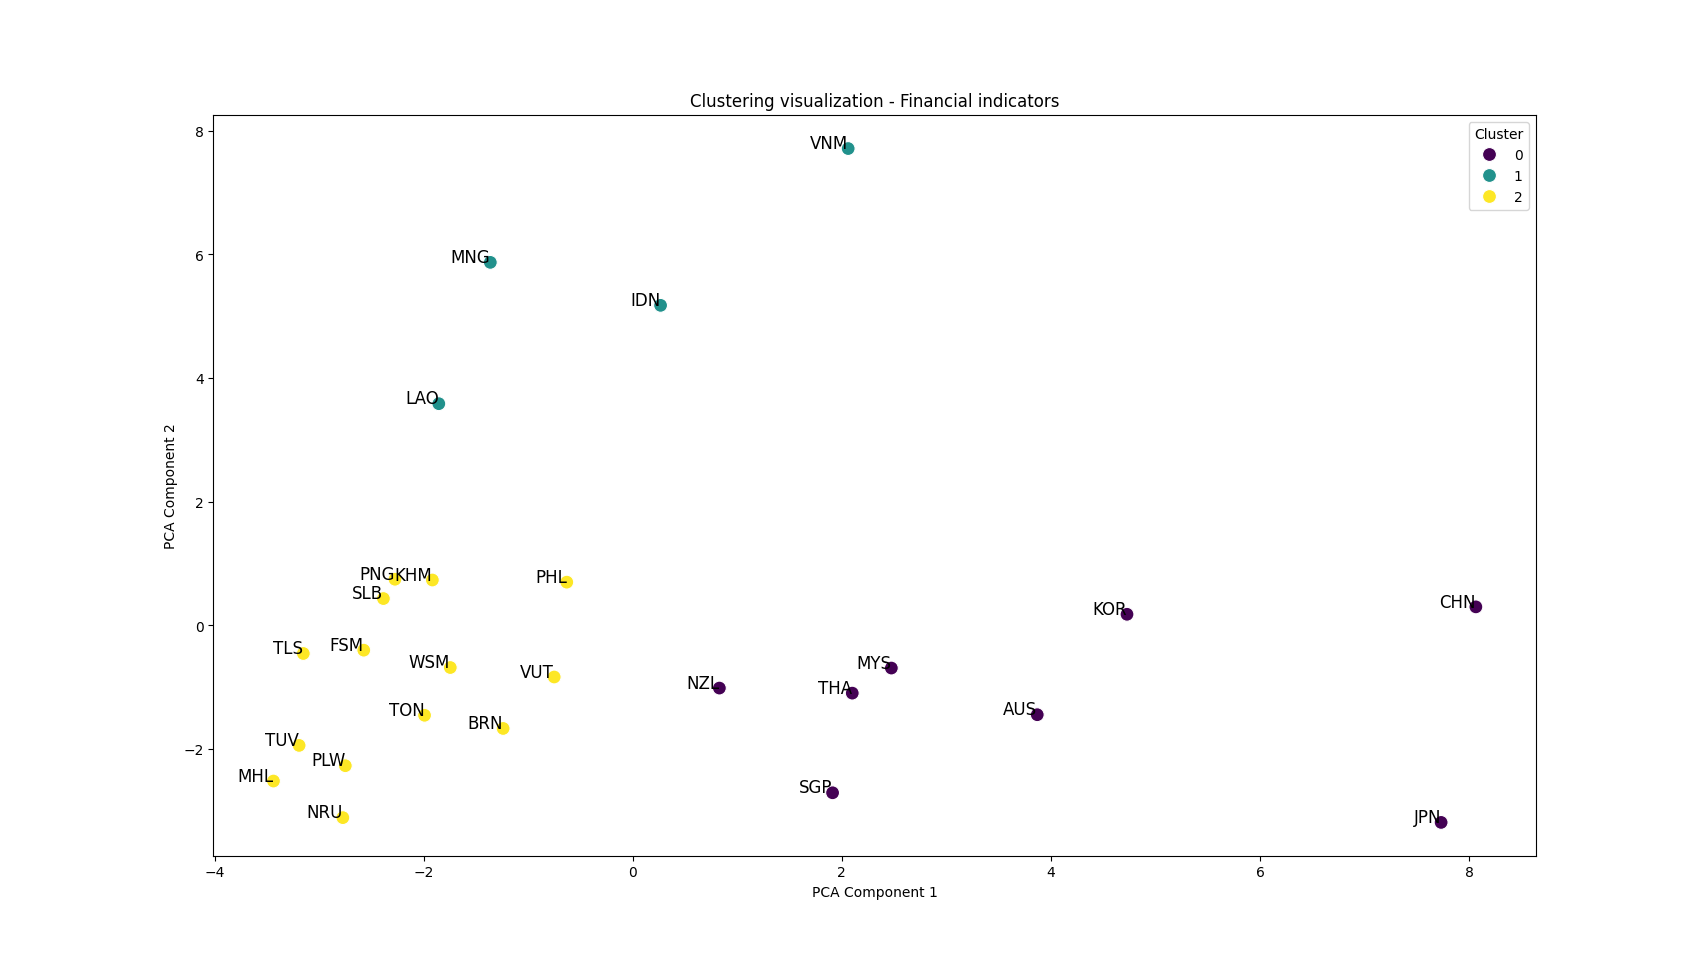 Clustering visualization - Financial indicators
Cluster
0
1
2
PCA Component 2
8
6
4
2
0
−2
VNM
MNG
IDN
LAO
PNG
KHM
PHL
SLB
CHN
KOR
TLS
FSM
WSM
MYS
VUT
NZL
THA
TON
AUS
BRN
TUV
PLW
MHL
SGP
NRU
JPN
−4
−2
0
2
4
6
8
PCA Component 1